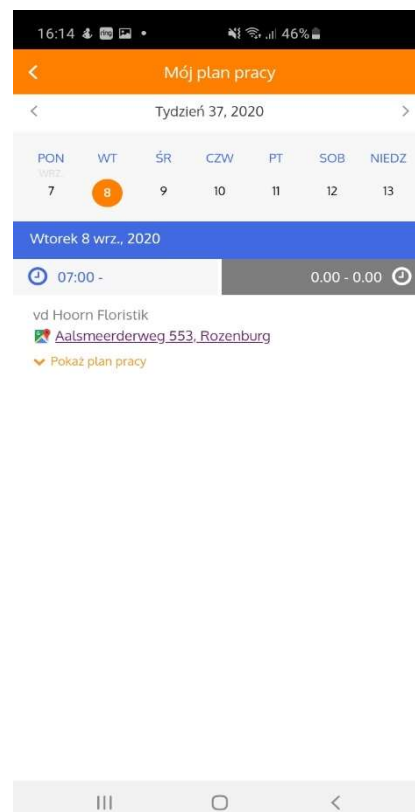 16:14 ring 46%
Mój plan pracy
Tydzień 37, 2020
PON WT ŚR CZW PT SOB NIEDZ
WRZ.
7 8 9 10 11 12 13
Wtorek 8 wrz., 2020
07:00 - 0.00 - 0.00
vd Hoorn Floristik
Aalsmeerderweg 553, Rozenburg
Pokaż plan pracy